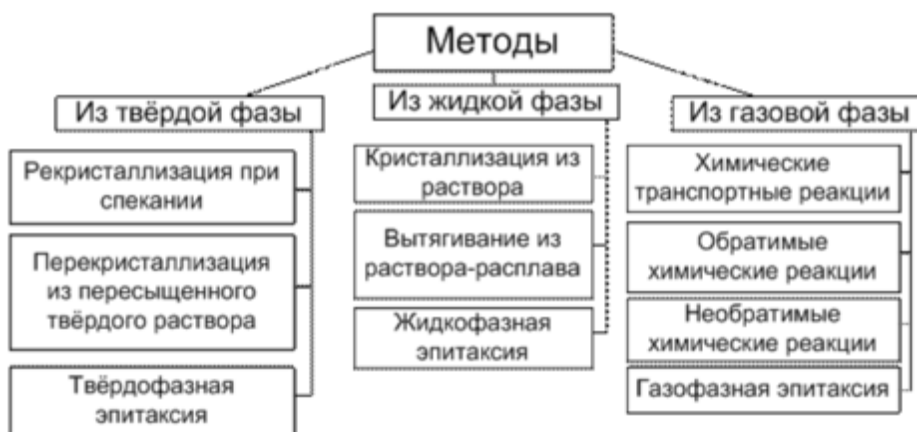 Методы
Из твёрдой фазы
Рекристаллизация при
спекании
Перекристаллизация
из пересыщенного
твёрдого раствора
Твёрдофазная
эпитаксия
Из жидкой фазы
Кристаллизация из
раствора
Вытягивание из
раствора-расплава
Жидкофазная
эпитаксия
Из газовой фазы
Химические
транспортные реакции
Обратимые
химические реакции
Необратимые
химические реакции
Газофазная эпитаксия